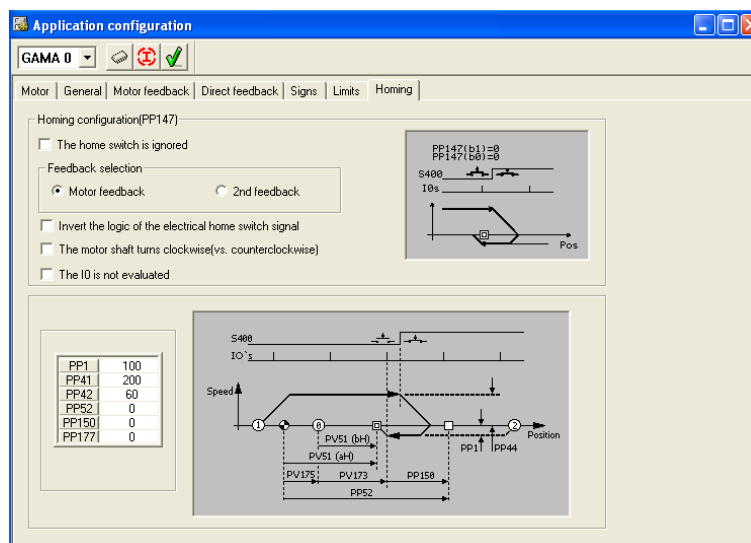 Application configuration
GAMA 0
Motor General Motor feedback Direct feedback Signs Limits Homing
Homing configuration(PP147)
The home switch is ignored
Feedback selection
Motor feedback 2nd feedback
Invert the logic of the electrical home switch signal
The motor shaft turns clockwise(vs. counterclockwise)
The I0 is not evaluated
PP147(b1)=0
PP147(b0)=0
S400
I0s
Pos
PP1 100
PP41 200
PP42 60
PP52 0
PP150 0
PP177 0
S400
IO`s
Speed
1 0 2
Position
PV51 (bH)
PV51 (aH)
PP1 PP44
PV175 PV173 PP150
PP52